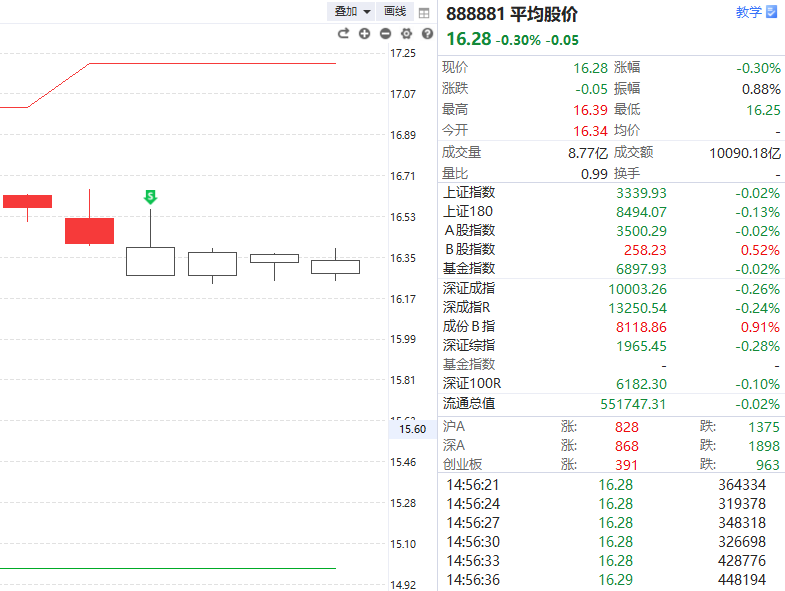 叠加 画线
17.25
17.07
16.89
16.71
16.53
16.35
16.17
15.99
15.81
15.60
15.46
15.28
15.10
14.92
$
888881 平均股价 教学
16.28 -0.30% -0.05
现价 16.28 涨幅 -0.30%
涨跌 -0.05 振幅 0.88%
最高 16.39 最低 16.25
今开 16.34 均价 -
成交量 8.77亿 成交额 10090.18亿
量比 0.99 换手 -
上证指数 3339.93 -0.02%
上证180 8494.07 -0.13%
A股指数 3500.29 -0.02%
B股指数 258.23 0.52%
基金指数 6897.93 -0.02%
深证成指 10003.26 -0.26%
深成指R 13250.54 -0.24%
成份B指 8118.86 0.91%
深证综指 1965.45 -0.28%
基金指数 - -
深证100R 6182.30 -0.10%
流通总值 551747.31 -0.02%
沪A 涨: 828 跌: 1375
深A 涨: 868 跌: 1898
创业板 涨: 391 跌: 963
14:56:21 16.28 364334
14:56:24 16.28 319378
14:56:27 16.28 348318
14:56:30 16.28 326698
14:56:33 16.28 428776
14:56:36 16.29 448194